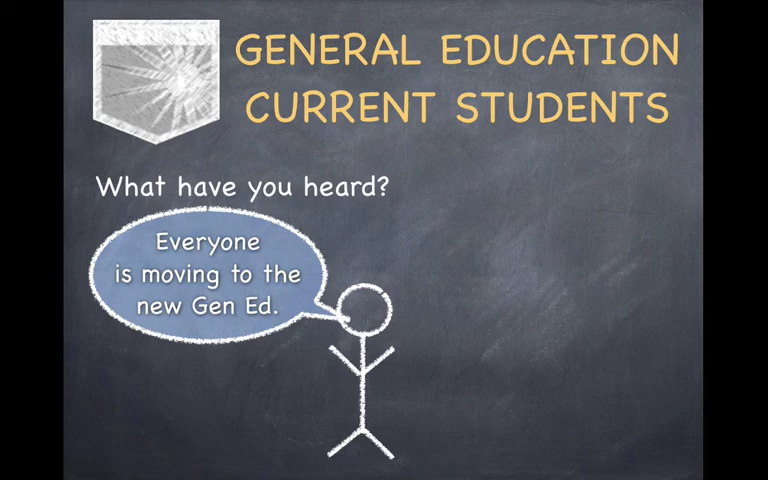 GENERAL EDUCATION
CURRENT STUDENTS
What have you heard?
Everyone
is moving to the
new Gen Ed.